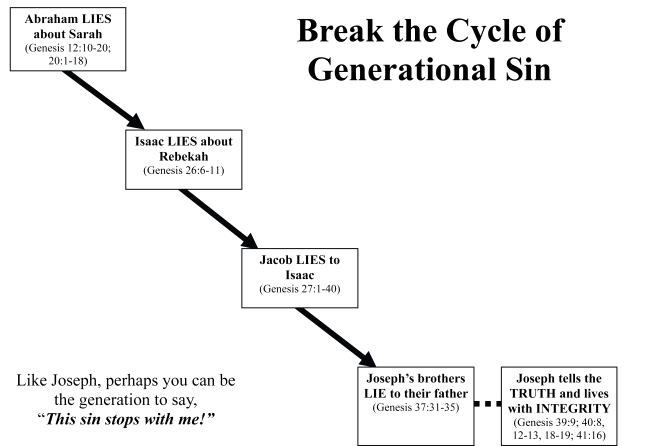 Abraham LIES
about Sarah
(Genesis 12:10-20;
20:1-18)
Break the Cycle of
Generational Sin
Isaac LIES about
Rebekah
(Genesis 26:6-11)
Jacob LIES to
Isaac
(Genesis 27:1-40)
Joseph’s brothers
LIE to their father
(Genesis 37:31-35)
Joseph tells the
TRUTH and lives
with INTEGRITY
(Genesis 39:9; 40:8,
12-13, 18-19; 41:16)
Like Joseph, perhaps you can be
the generation to say,
“This sin stops with me!”